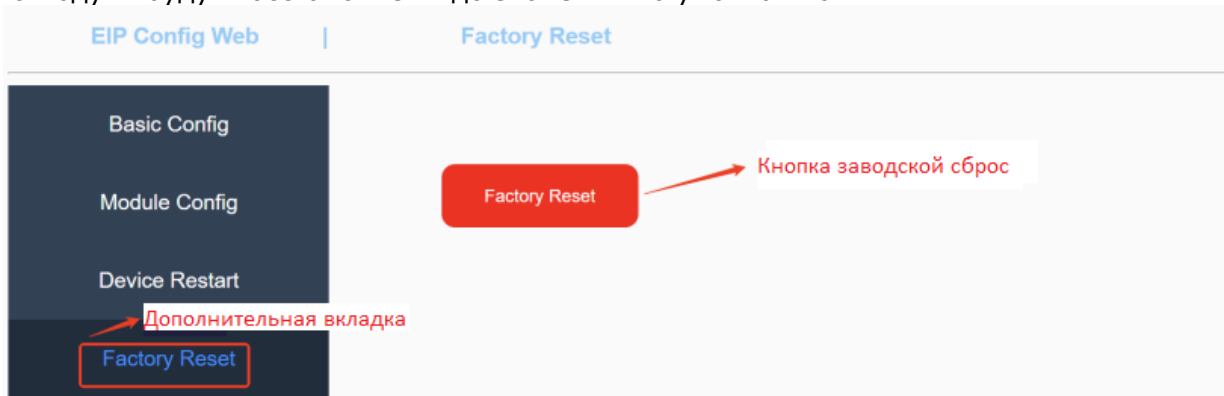 EIP Config Web | Factory Reset
Basic Config
Кнопка заводской сброс
Module Config
Factory Reset
Device Restart
Дополнительная вкладка
Factory Reset